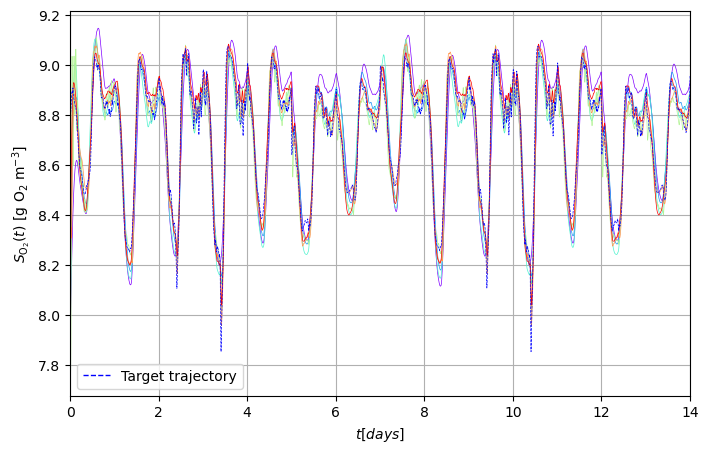 9.2
9.0
8.8
8.6
8.4
8.2
8.0
7.8
S_{O_2}(t) [g O_2 m^{-3}]
Target trajectory
0 2 4 6 8 10 12 14
t[days]